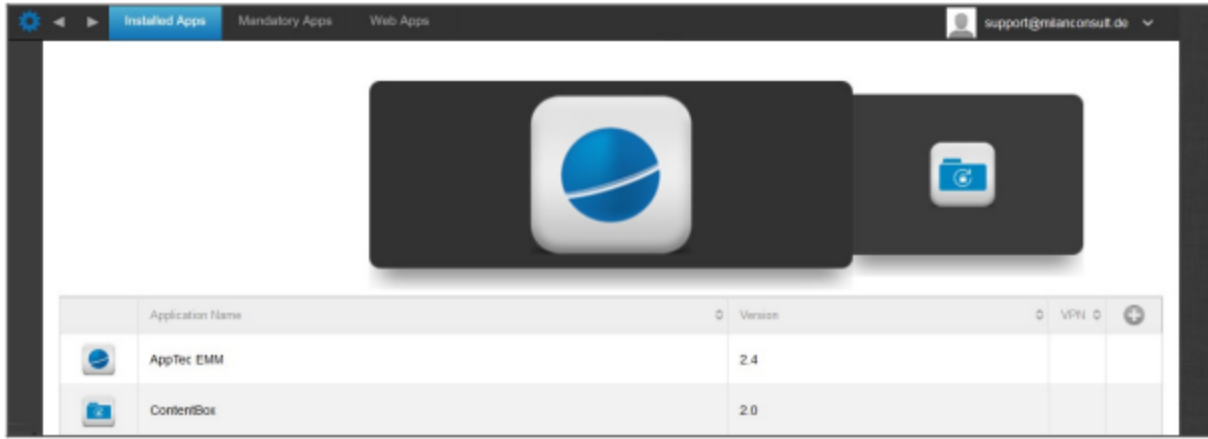 Installed Apps Mandatory Apps Web Apps support@milanconsult.de
Application Name Version VPN
AppTec EMM 2.4
ContentBox 2.0